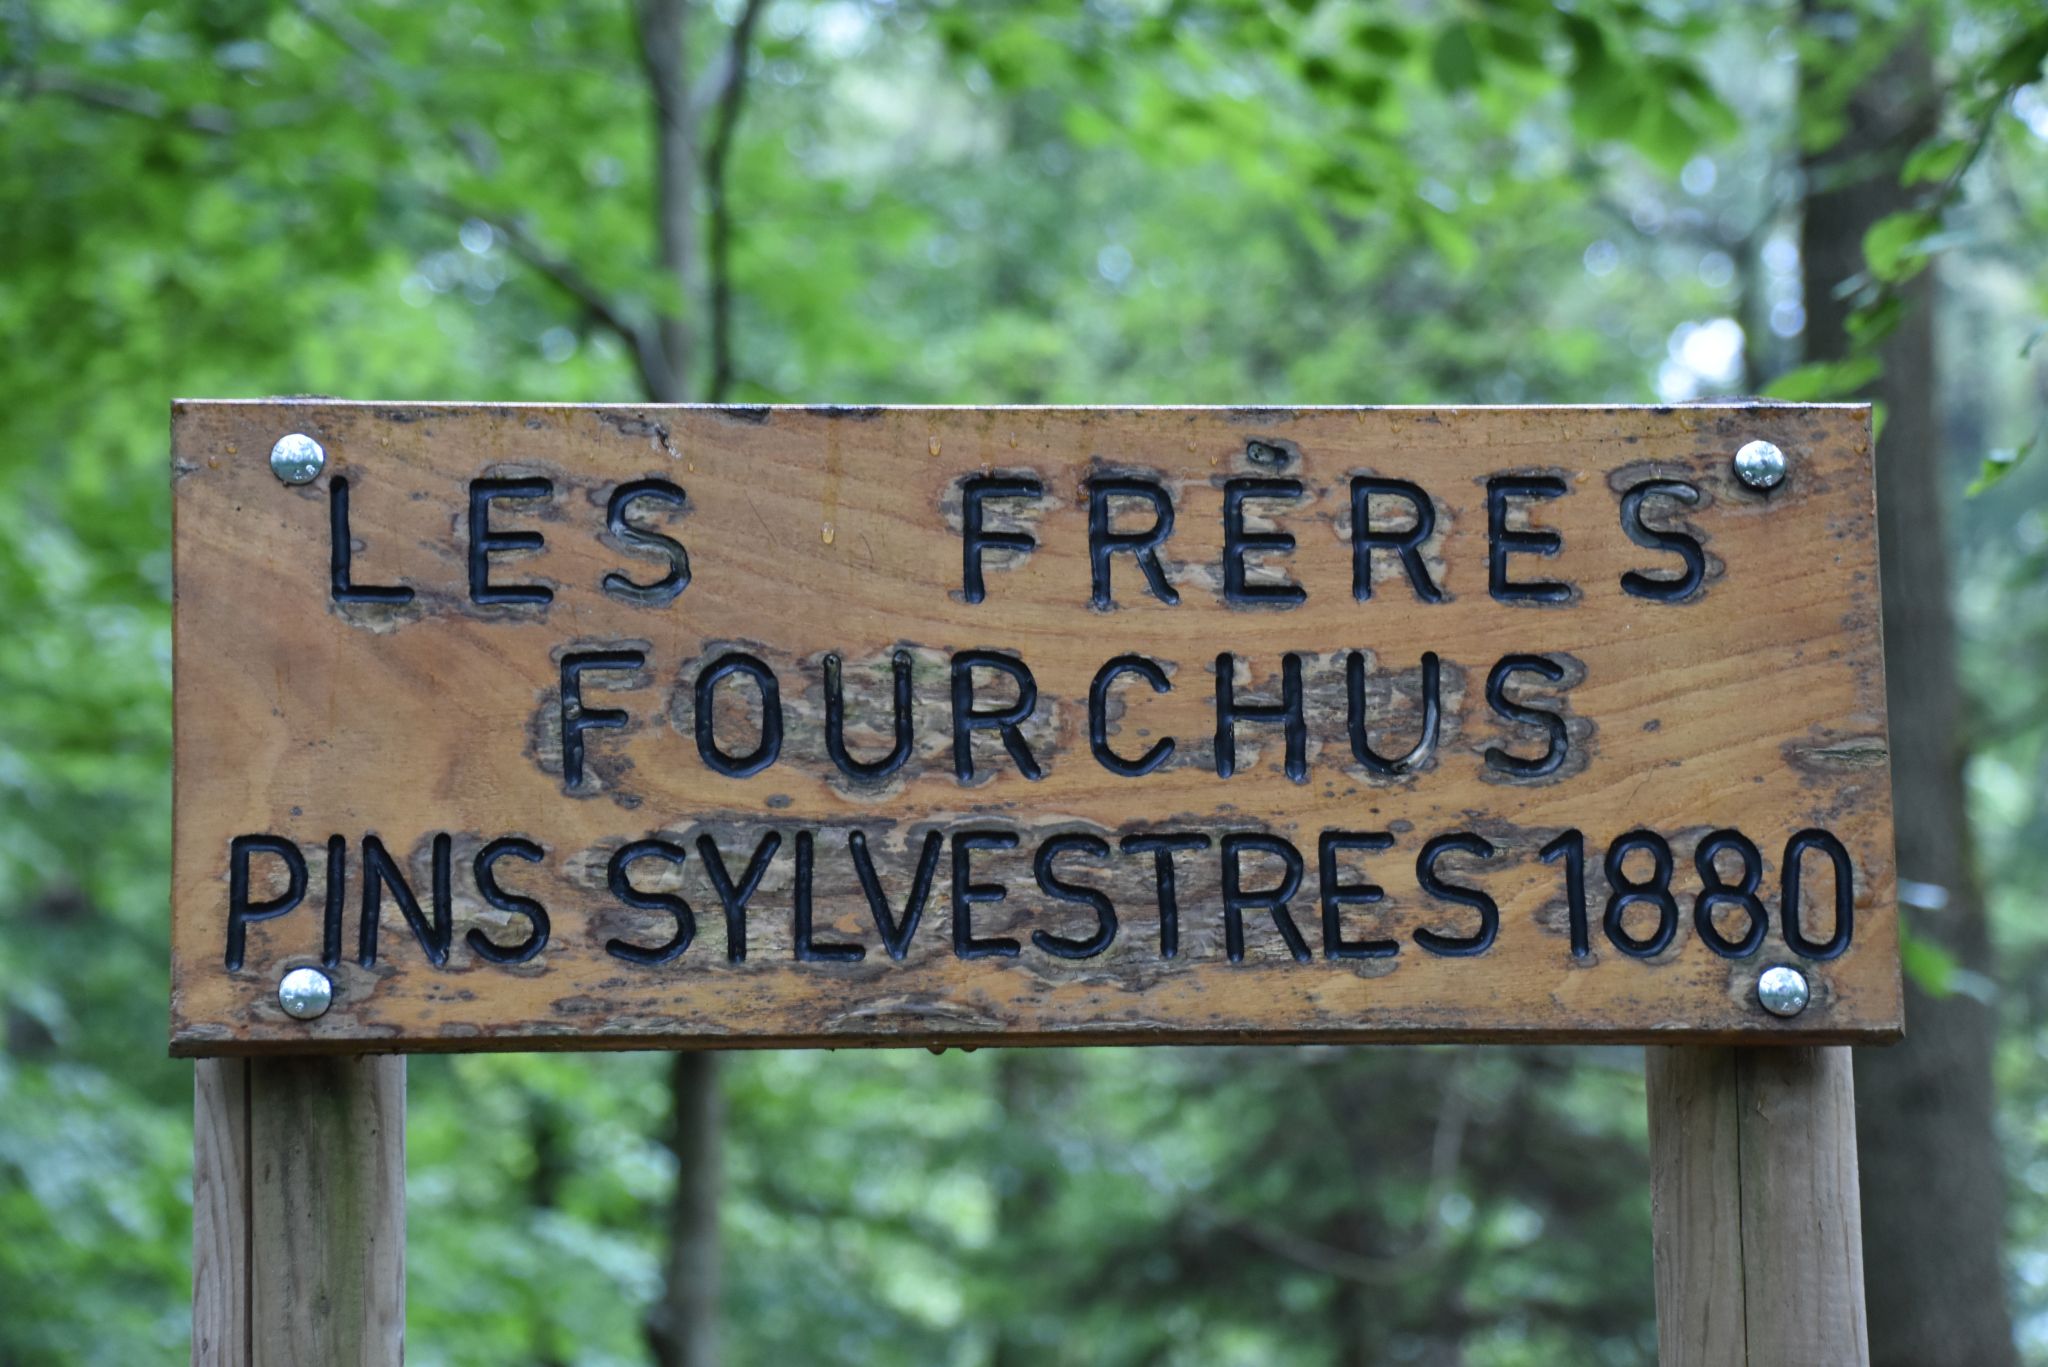 LES FRÈRES
FOURCHUS
PINS SYLVESTRES 1880